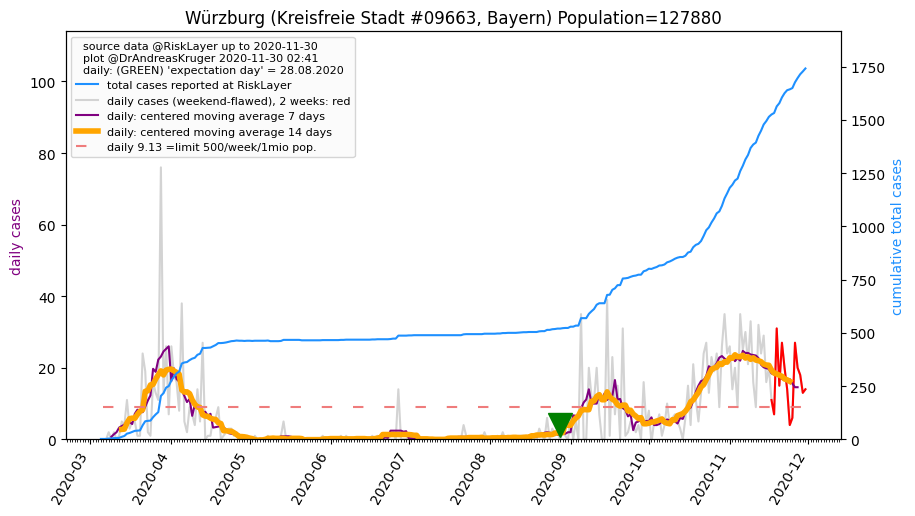 Würzburg (Kreisfreie Stadt #09663, Bayern) Population=127880
source data @RiskLayer up to 2020-11-30
plot @DrAndreasKruger 2020-11-30 02:41
daily: (GREEN) 'expectation day' = 28.08.2020
total cases reported at RiskLayer
daily cases (weekend-flawed), 2 weeks: red
daily: centered moving average 7 days
daily: centered moving average 14 days
daily 9.13 =limit 500/week/1mio pop.
daily cases
100
80
60
40
20
0
cumulative total cases
1750
1500
1250
1000
750
500
250
0
2020-03
2020-04
2020-05
2020-06
2020-07
2020-08
2020-09
2020-10
2020-11
2020-12